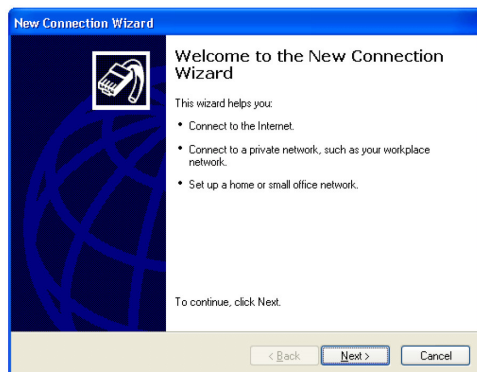 New Connection Wizard
Welcome to the New Connection
Wizard
This wizard helps you:
• Connect to the Internet.
• Connect to a private network, such as your workplace
network.
• Set up a home or small office network.
To continue, click Next.
< Back
Next >
Cancel